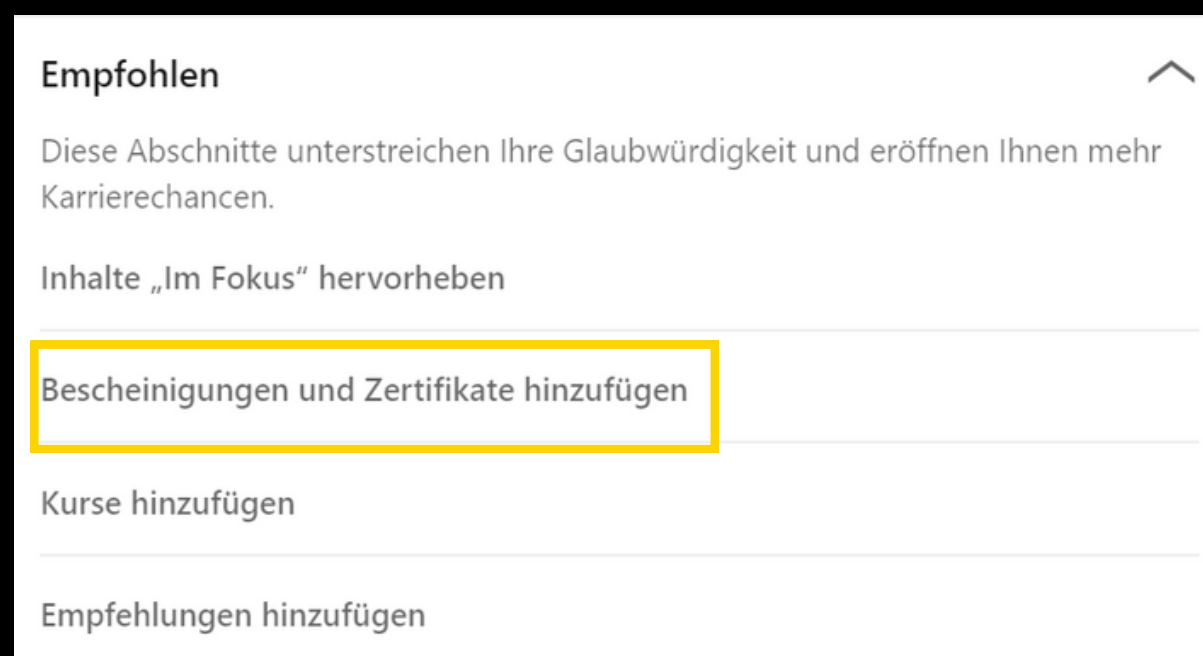 Empfohlen
Diese Abschnitte unterstreichen Ihre Glaubwürdigkeit und eröffnen Ihnen mehr
Karrierechancen.
Inhalte „Im Fokus“ hervorheben
Bescheinigungen und Zertifikate hinzufügen
Kurse hinzufügen
Empfehlungen hinzufügen